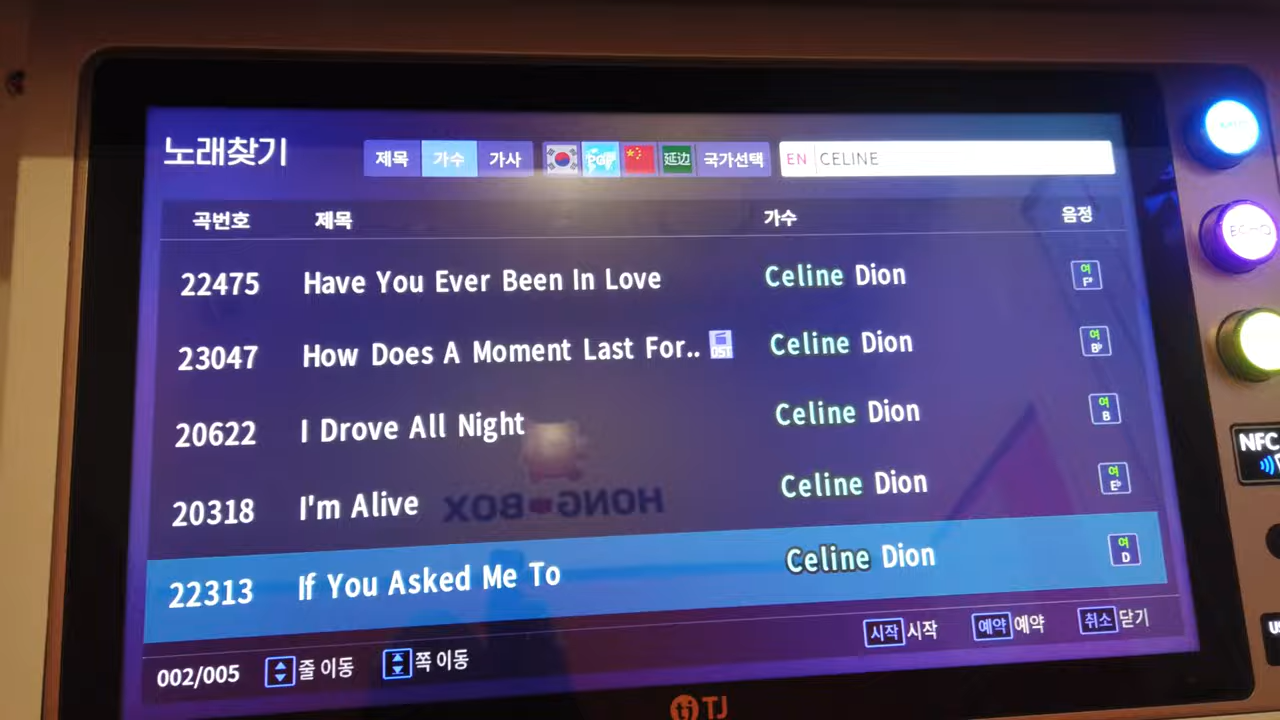 노래찾기 제목 가수 가사 POP 延边 국가선택 EN CELINE
곡번호 제목 가수 음정
22475 Have You Ever Been In Love Celine Dion 여 F
23047 How Does A Moment Last For.. OST Celine Dion 여 B♭
20622 I Drove All Night Celine Dion 여 B
20318 I'm Alive Celine Dion 여 E♭
22313 If You Asked Me To Celine Dion 여 D
002/005 줄 이동 쪽 이동 시작 시작 예약 예약 취소 닫기
TJ
HONG BOX
ECHO
NFC